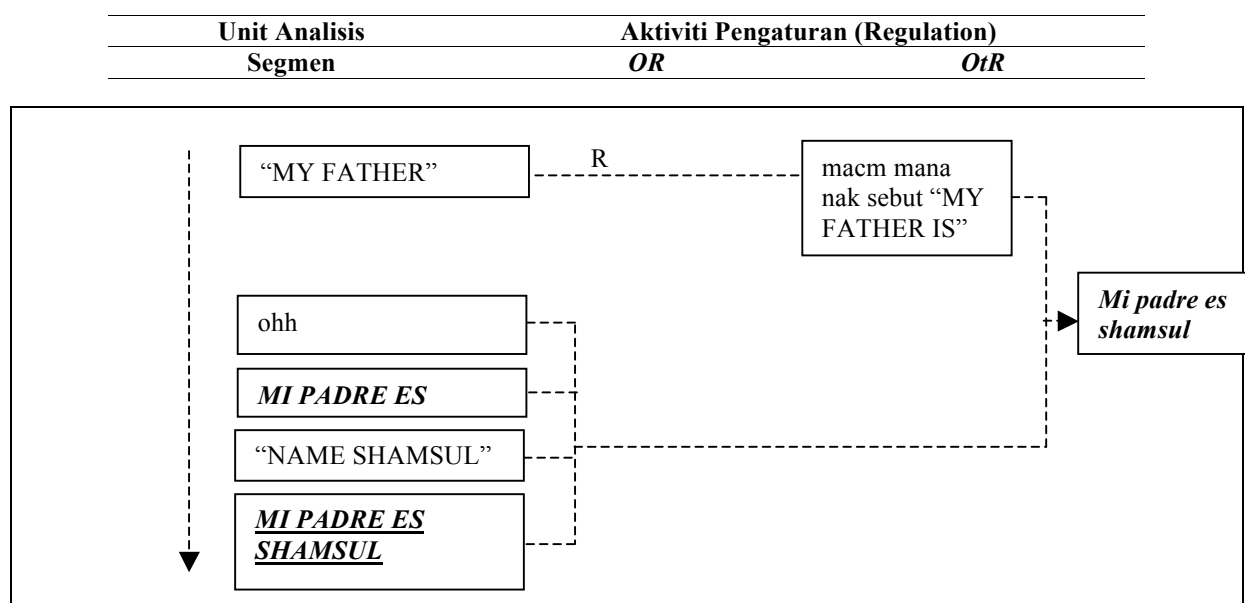 Unit Analisis Aktiviti Pengaturan (Regulation)
Segmen OR OtR
“MY FATHER” R macm mana
nak sebut “MY
FATHER IS”
Mi padre es
shamsul
ohh
MI PADRE ES
“NAME SHAMSUL”
MI PADRE ES
SHAMSUL